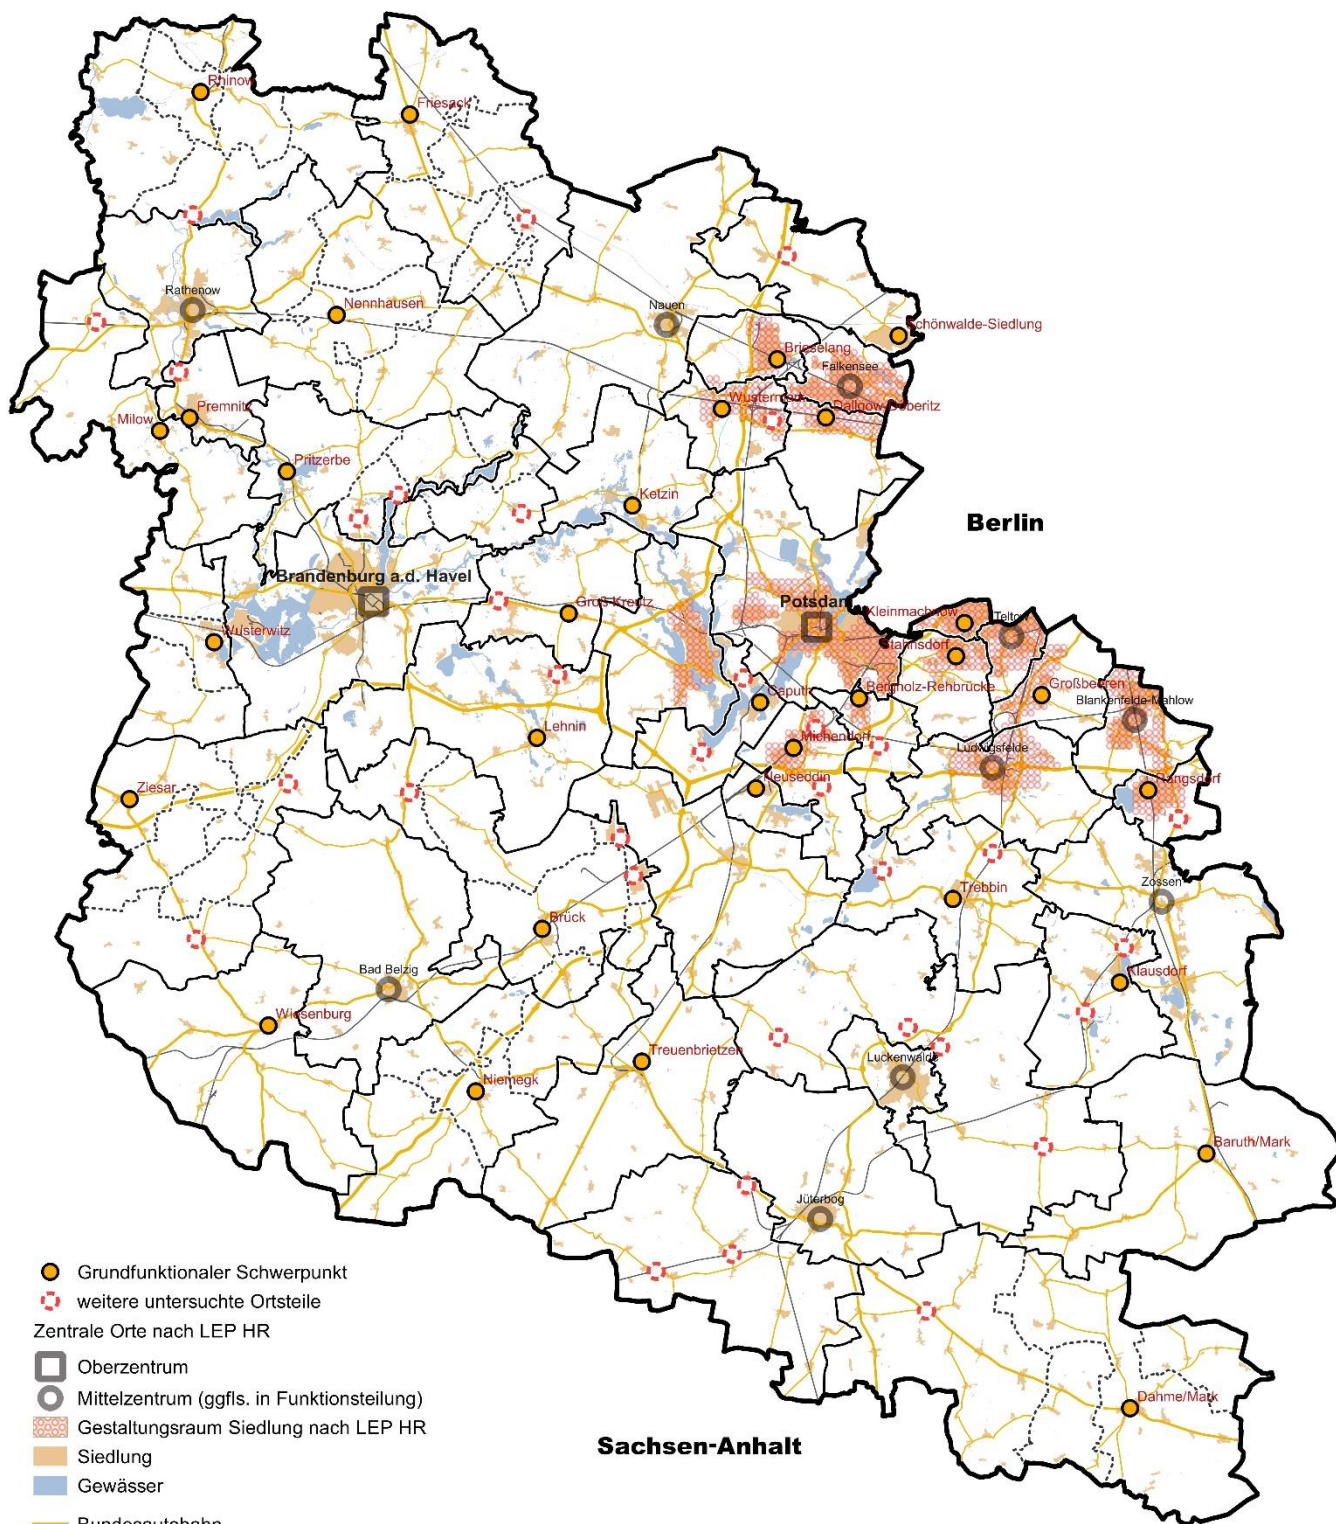 Rhinow
Friesack
Rathenow
Nennhausen
Nauen
Schönwalde-Siedlung
Brieselang
Falkensee
Wustermark
Dallgow-Döberitz
Premnitz
Milow
Pritzerbe
Ketzin
Berlin
Brandenburg a.d. Havel
Potsdam
Groß Kreutz
Kleinmachnow
Teltow
Wusterwitz
Stahnsdorf
Großbeeren
Bergholz-Rehbrücke
Caputh
Blankenfelde-Mahlow
Lehnin
Michendorf
Ludwigsfelde
Neuseddin
Rangsdorf
Ziesar
Trebbin
Zossen
Brück
Bad Belzig
Klausdorf
Wiesenburg
Treuenbrietzen
Luckenwalde
Niemegk
Baruth/Mark
Jüterbog
Dahme/Mark
Sachsen-Anhalt
Grundfunktionaler Schwerpunkt
weitere untersuchte Ortsteile
Zentrale Orte nach LEP HR
Oberzentrum
Mittelzentrum (ggfls. in Funktionsteilung)
Gestaltungsraum Siedlung nach LEP HR
Siedlung
Gewässer
Bundesautobahn